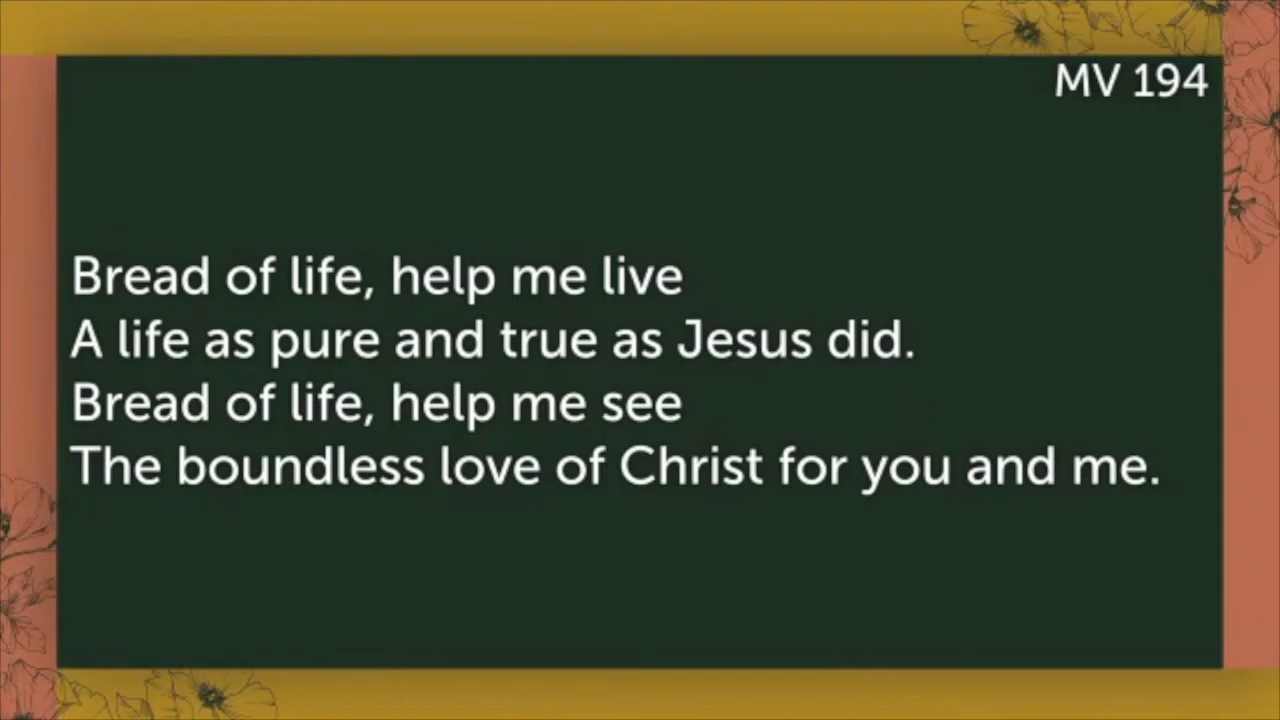 MV 194
Bread of life, help me live
A life as pure and true as Jesus did.
Bread of life, help me see
The boundless love of Christ for you and me.